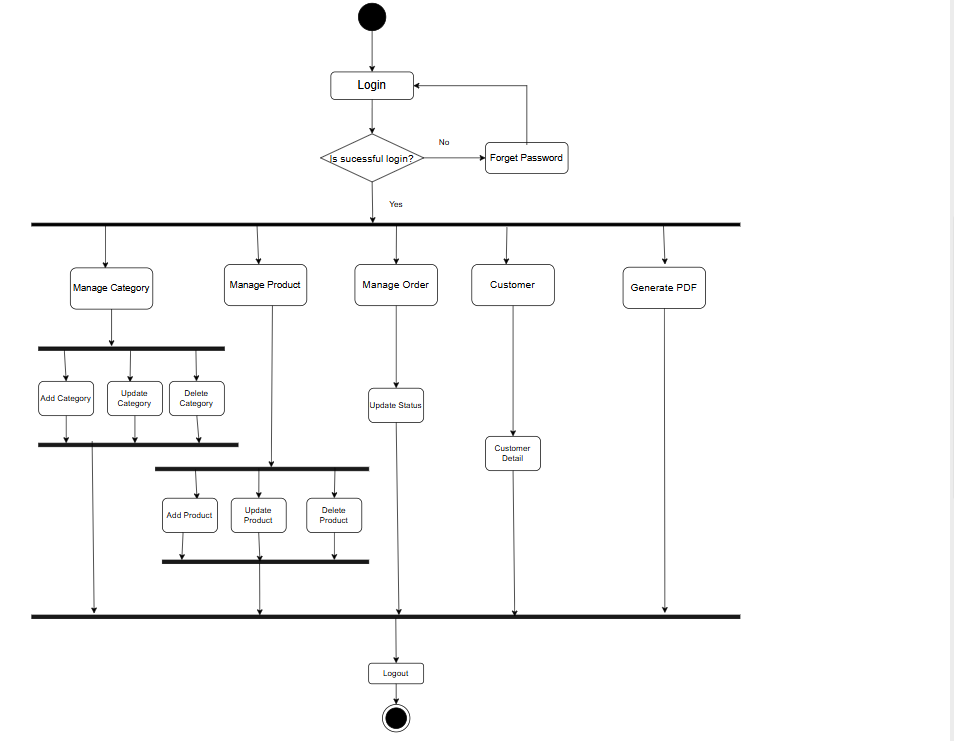 Login
No
Is sucessful login?
Forget Password
Yes
Manage Category
Manage Product
Manage Order
Customer
Generate PDF
Add Category
Update
Category
Delete
Category
Update Status
Customer
Detail
Add Product
Update
Product
Delete
Product
Logout